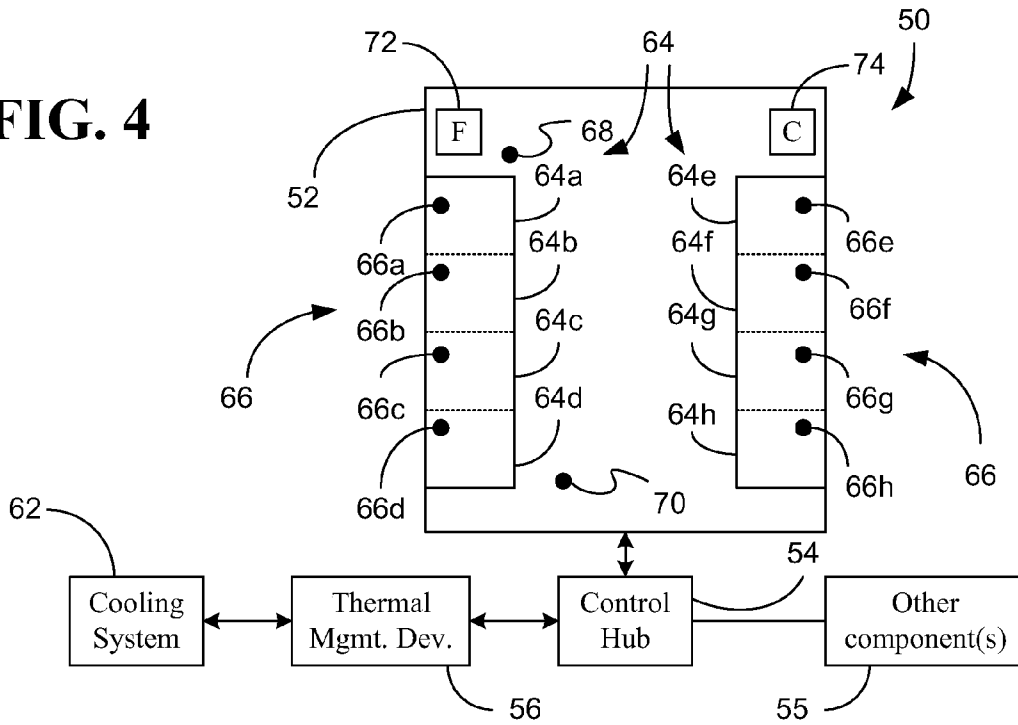 50
72
64
74
FIG. 4
F
C
68
52
64a
64e
66a
64b
64f
66e
66b
64c
64g
66f
66
66c
64d
64h
66g
66d
70
66h
66
62
54
Cooling
System
Thermal
Mgmt. Dev.
Control
Hub
Other
component(s)
56
55